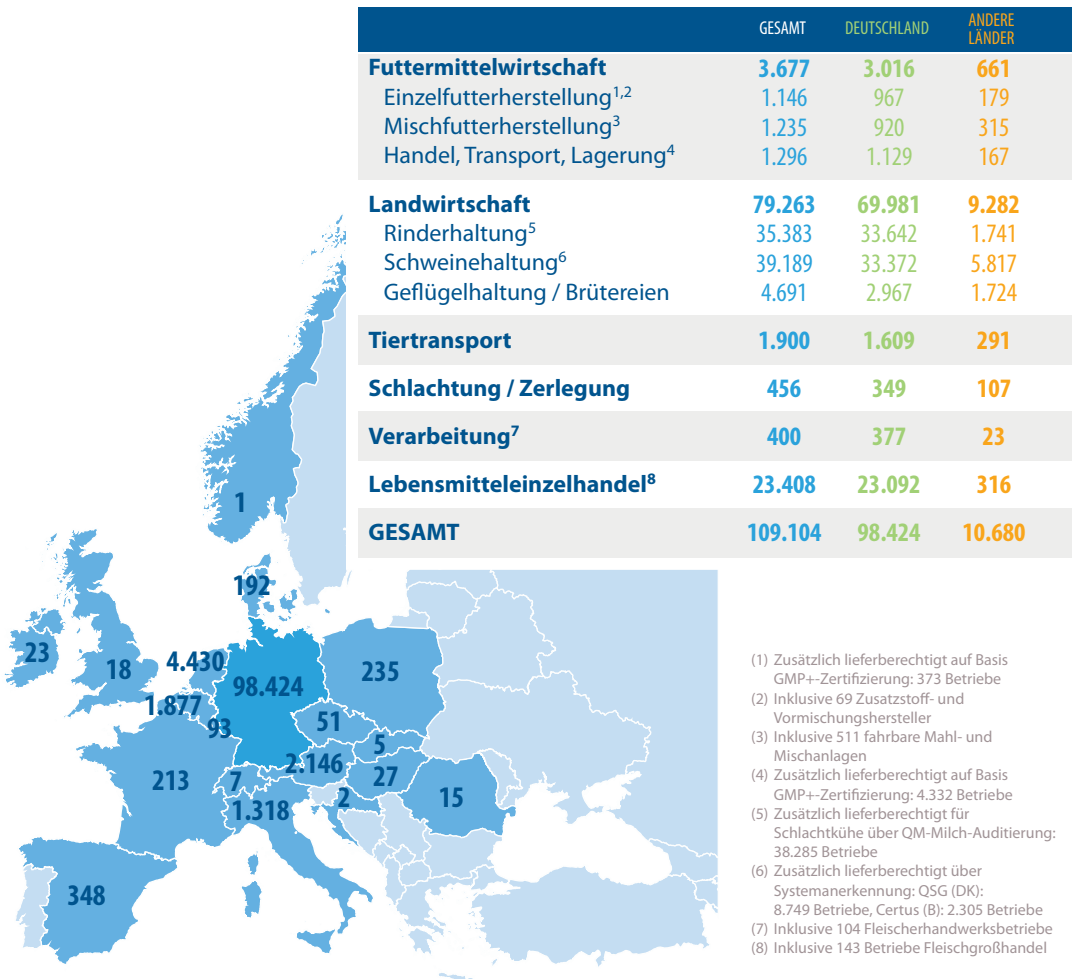 GESAMT DEUTSCHLAND ANDERE
LÄNDER
Futtermittelwirtschaft 3.677 3.016 661
Einzelfutterherstellung1,2 1.146 967 179
Mischfutterherstellung3 1.235 920 315
Handel, Transport, Lagerung4 1.296 1.129 167
Landwirtschaft 79.263 69.981 9.282
Rinderhaltung5 35.383 33.642 1.741
Schweinehaltung6 39.189 33.372 5.817
Geflügelhaltung / Brütereien 4.691 2.967 1.724
Tiertransport 1.900 1.609 291
Schlachtung / Zerlegung 456 349 107
Verarbeitung7 400 377 23
Lebensmitteleinzelhandel8 23.408 23.092 316
GESAMT 109.104 98.424 10.680
1
192
23
18
4.430
98.424
235
1.877
93
51
5
2.146
213
7
27
1.318
2
15
348
(1) Zusätzlich lieferberechtigt auf Basis
GMP+-Zertifizierung: 373 Betriebe
(2) Inklusive 69 Zusatzstoff- und
Vormischungshersteller
(3) Inklusive 511 fahrbare Mahl- und
Mischanlagen
(4) Zusätzlich lieferberechtigt auf Basis
GMP+-Zertifizierung: 4.332 Betriebe
(5) Zusätzlich lieferberechtigt für
Schlachtkühe über QM-Milch-Auditierung:
38.285 Betriebe
(6) Zusätzlich lieferberechtigt über
Systemanerkennung: QSG (DK):
8.749 Betriebe, Certus (B): 2.305 Betriebe
(7) Inklusive 104 Fleischerhandwerksbetriebe
(8) Inklusive 143 Betriebe Fleischgroßhandel